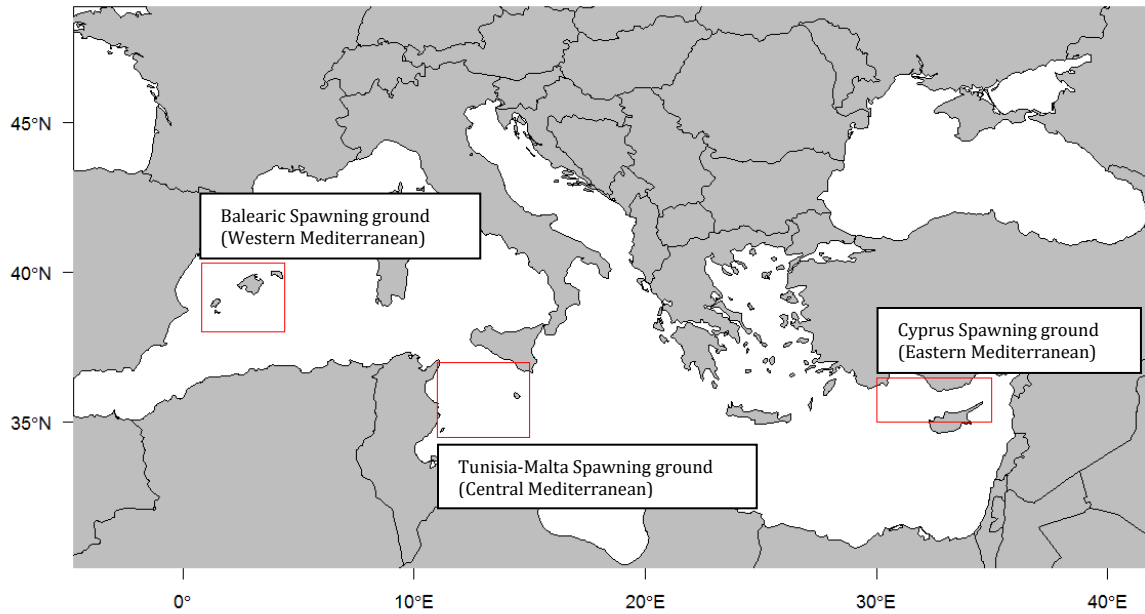 45°N
Balearic Spawning ground
(Western Mediterranean)
40°N
Cyprus Spawning ground
(Eastern Mediterranean)
35°N
Tunisia-Malta Spawning ground
(Central Mediterranean)
0° 10°E 20°E 30°E 40°E